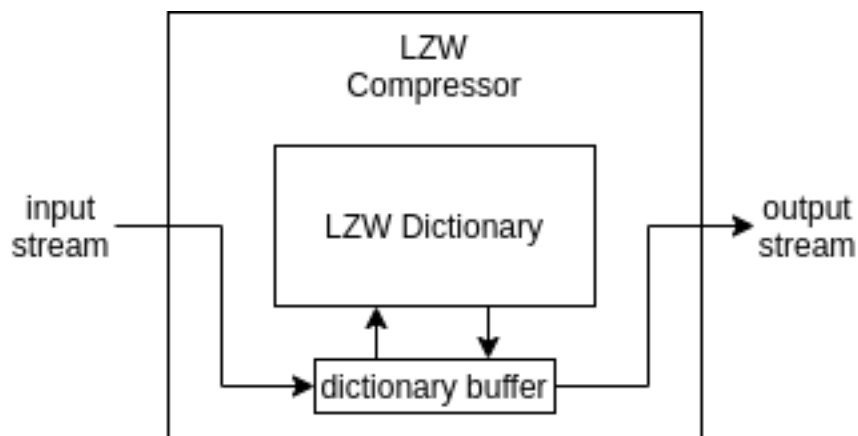 LZW
Compressor
input
stream
LZW Dictionary
output
stream
dictionary buffer